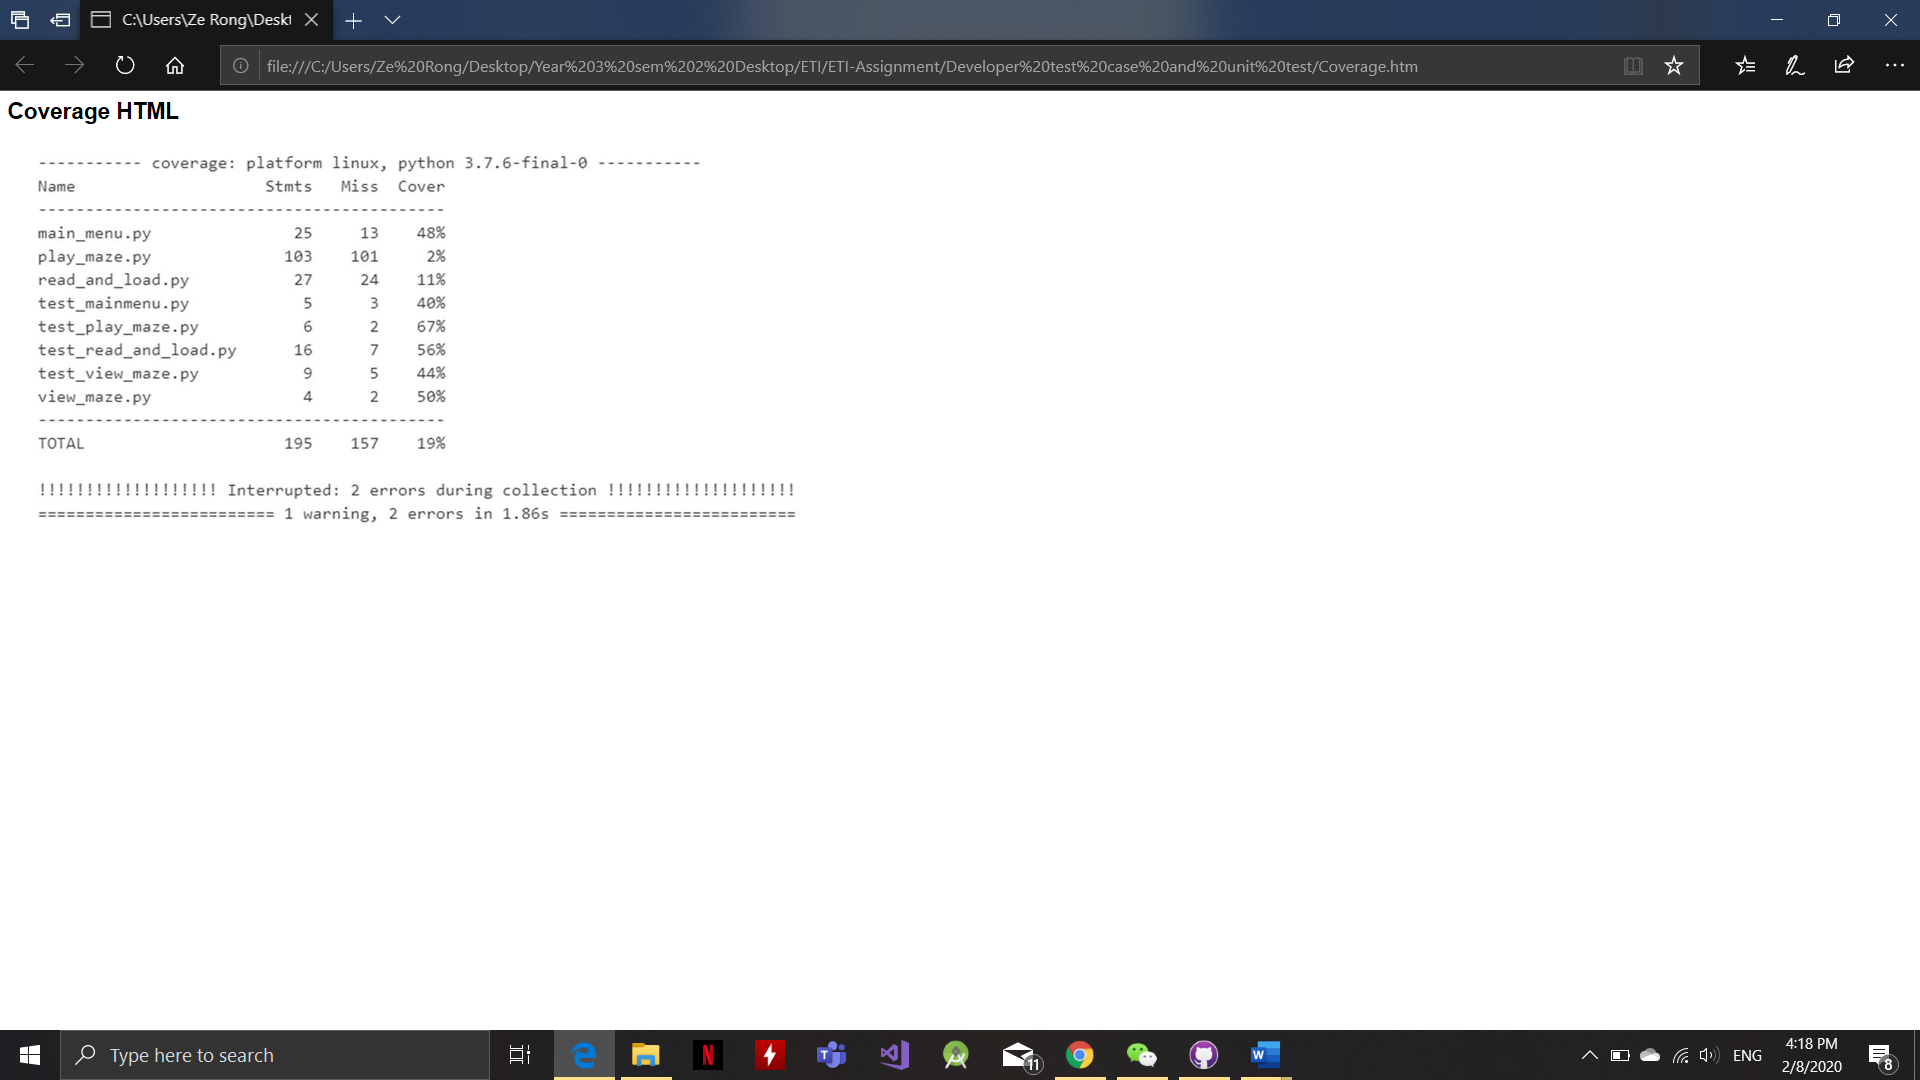 C:\Users\Ze Rong\Deskt
file:///C:/Users/Ze%20Rong/Desktop/Year%203%20sem%202%20Desktop/ETI/ETI-Assignment/Developer%20test%20case%20and%20unit%20test/Coverage.htm
Coverage HTML
----------- coverage: platform linux, python 3.7.6-final-0 -----------
Name                    Stmts   Miss  Cover
-------------------------------------------
main_menu.py               25     13    48%
play_maze.py              103    101     2%
read_and_load.py           27     24    11%
test_mainmenu.py            5      3    40%
test_play_maze.py           6      2    67%
test_read_and_load.py      16      7    56%
test_view_maze.py           9      5    44%
view_maze.py                4      2    50%
-------------------------------------------
TOTAL                     195    157    19%
!!!!!!!!!!!!!!!!!!! Interrupted: 2 errors during collection !!!!!!!!!!!!!!!!!!!!
========================= 1 warning, 2 errors in 1.86s =========================
Type here to search
N
T
W
11
ENG
4:18 PM
2/8/2020
8